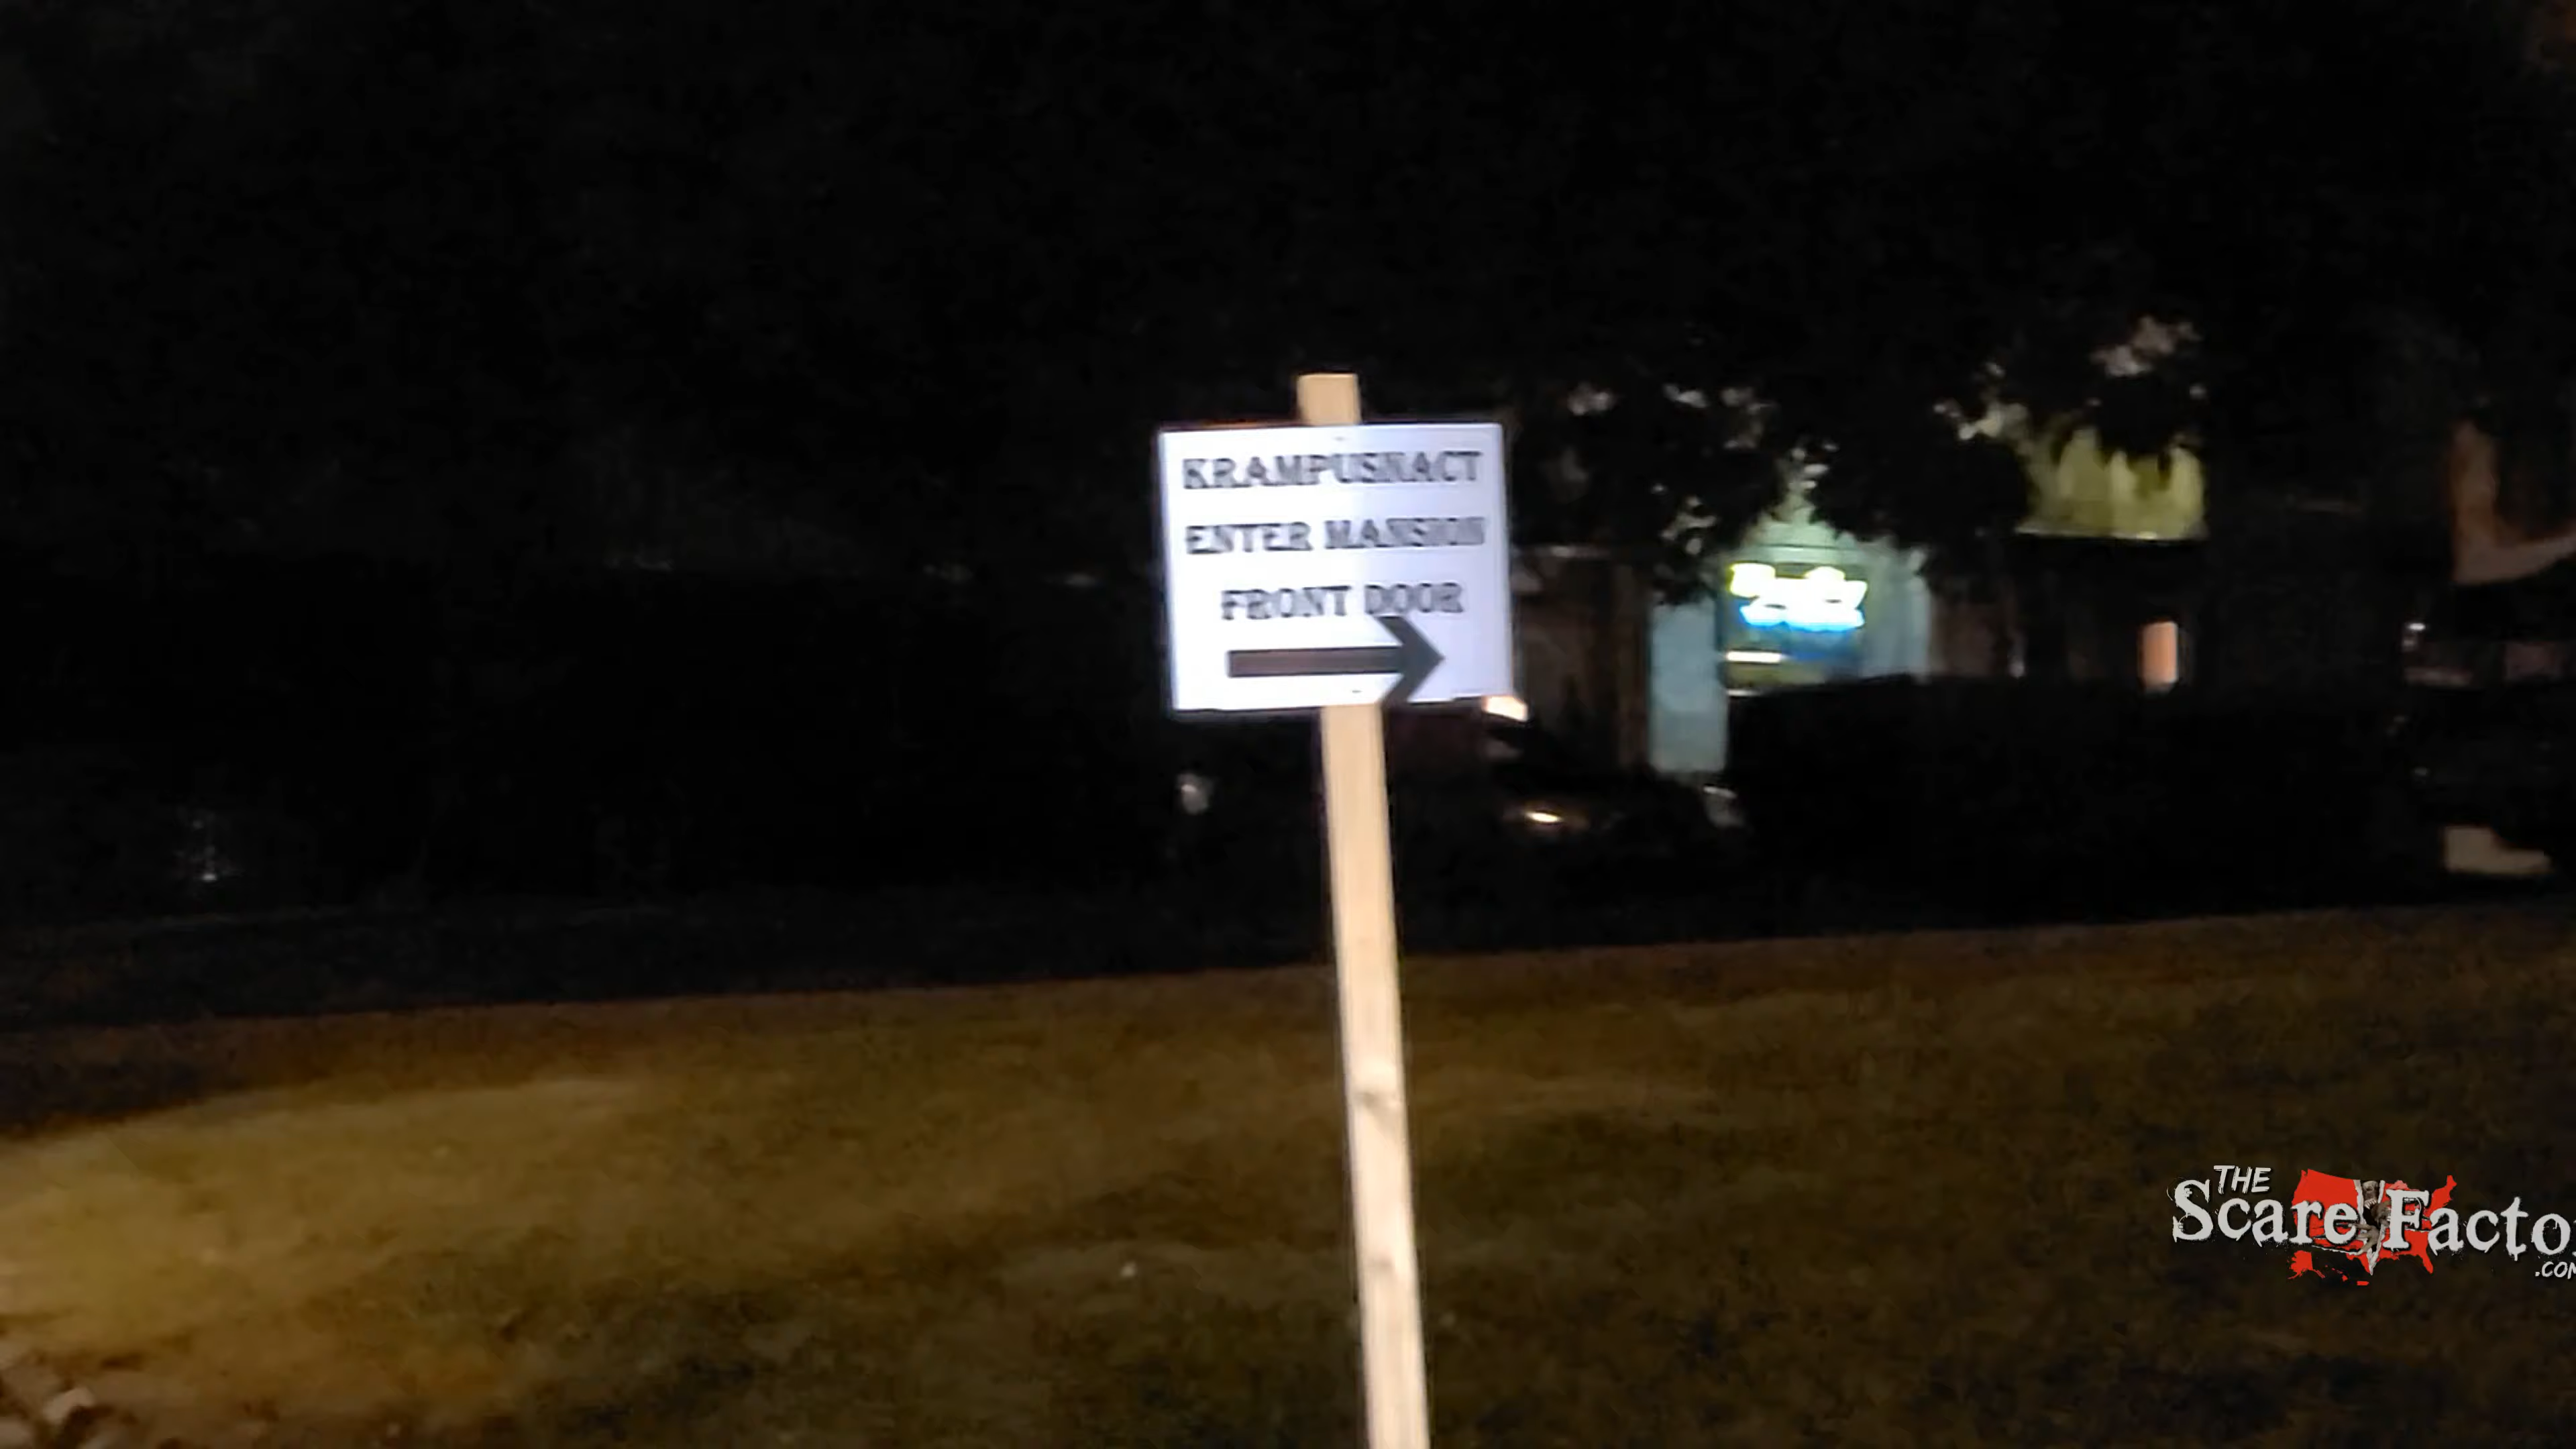 KRAMPUSNACT
ENTER MANSION
FRONT DOOR
THE
Scare Facto
.COM